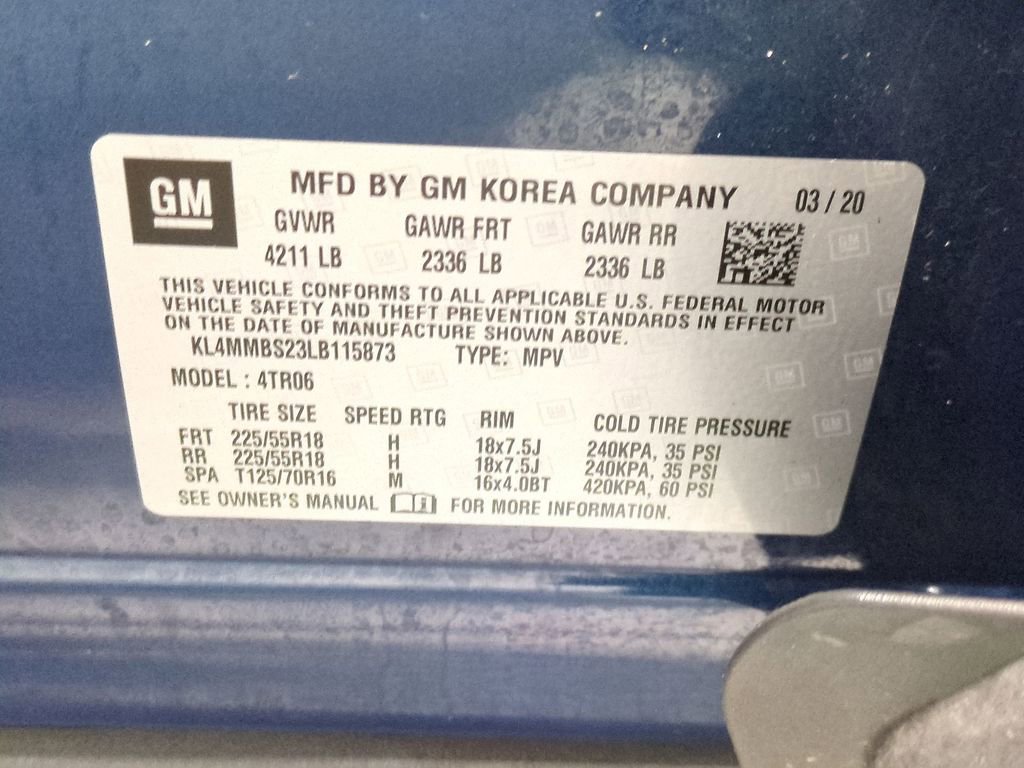 GM
MFD BY GM KOREA COMPANY 03 / 20
GVWR GAWR FRT GAWR RR
4211 LB 2336 LB 2336 LB
THIS VEHICLE CONFORMS TO ALL APPLICABLE U.S. FEDERAL MOTOR
VEHICLE SAFETY AND THEFT PREVENTION STANDARDS IN EFFECT
ON THE DATE OF MANUFACTURE SHOWN ABOVE.
KL4MMBS23LB115873 TYPE: MPV
MODEL : 4TR06
TIRE SIZE SPEED RTG RIM COLD TIRE PRESSURE
FRT 225/55R18 H 18x7.5J 240KPA, 35 PSI
RR 225/55R18 H 18x7.5J 240KPA, 35 PSI
SPA T125/70R16 M 16x4.0BT 420KPA, 60 PSI
SEE OWNER'S MANUAL FOR MORE INFORMATION.